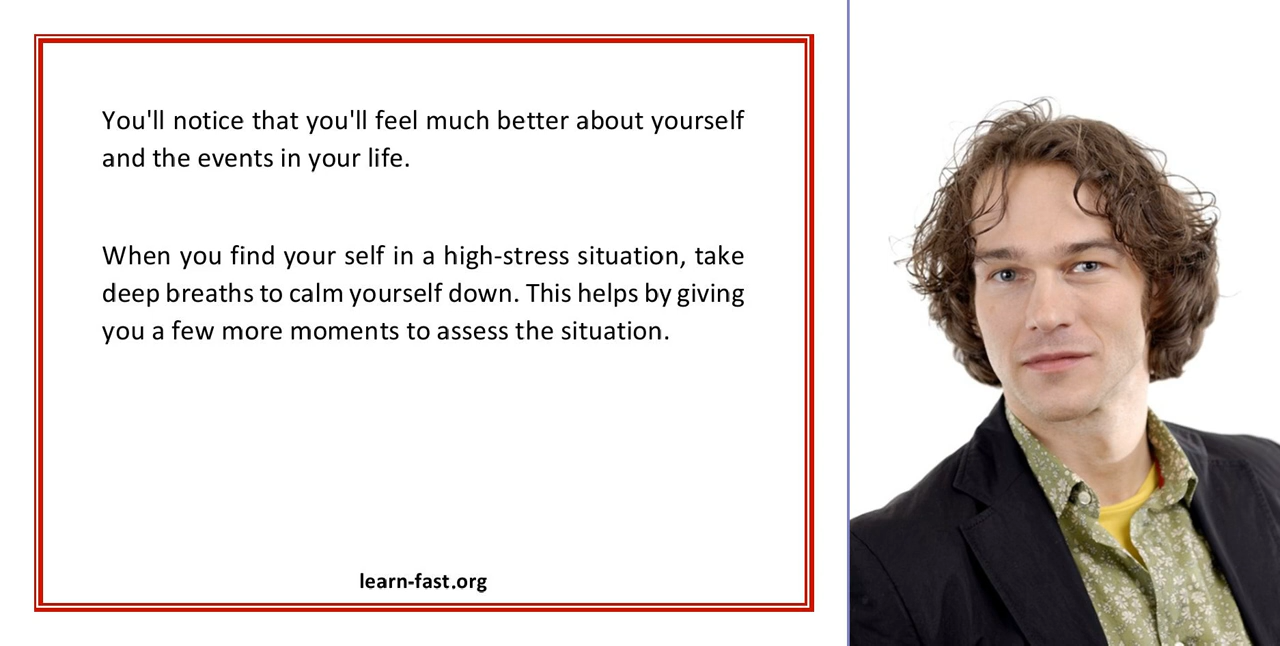 You'll notice that you'll feel much better about yourself
and the events in your life.
When you find your self in a high-stress situation, take
deep breaths to calm yourself down. This helps by giving
you a few more moments to assess the situation.
learn-fast.org